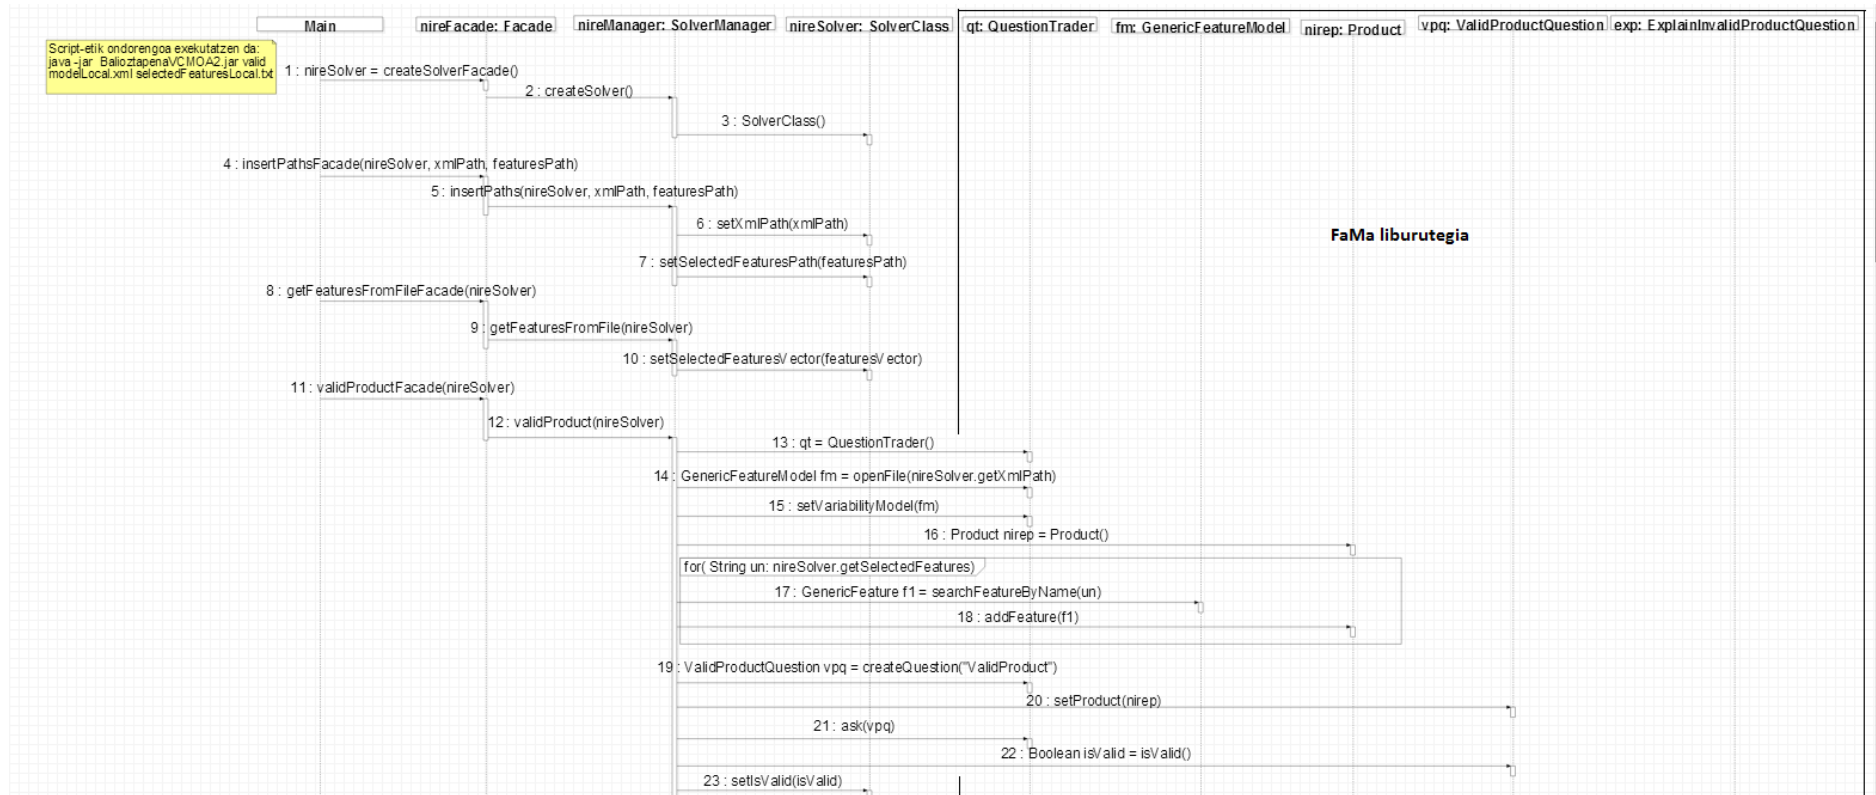 Main
nireFacade: Facade
nireManager: SolverManager
nireSolver: SolverClass
qt: QuestionTrader
fm: GenericFeatureModel
nirep: Product
vpq: ValidProductQuestion
exp: ExplainInvalidProductQuestion
Script-etik ondorengoa exekutatzen da:
java -jar BalioztapenaVCMOA2.jar valid
modelLocal.xml selectedFeaturesLocal.txt
1 : nireSolver = createSolverFacade()
2 : createSolver()
3 : SolverClass()
4 : insertPathsFacade(nireSolver, xmlPath, featuresPath)
5 : insertPaths(nireSolver, xmlPath, featuresPath)
6 : setXmlPath(xmlPath)
FaMa liburutegia
7 : setSelectedFeaturesPath(featuresPath)
8 : getFeaturesFromFileFacade(nireSolver)
9 : getFeaturesFromFile(nireSolver)
10 : setSelectedFeaturesVector(featuresVector)
11 : validProductFacade(nireSolver)
12 : validProduct(nireSolver)
13 : qt = QuestionTrader()
14 : GenericFeatureModel fm = openFile(nireSolver.getXmlPath)
15 : setVariabilityModel(fm)
16 : Product nirep = Product()
for( String un: nireSolver.getSelectedFeatures)
17 : GenericFeature f1 = searchFeatureByName(un)
18 : addFeature(f1)
19 : ValidProductQuestion vpq = createQuestion("ValidProduct")
20 : setProduct(nirep)
21 : ask(vpq)
22 : Boolean isValid = isValid()
23 : setIsValid(isValid)